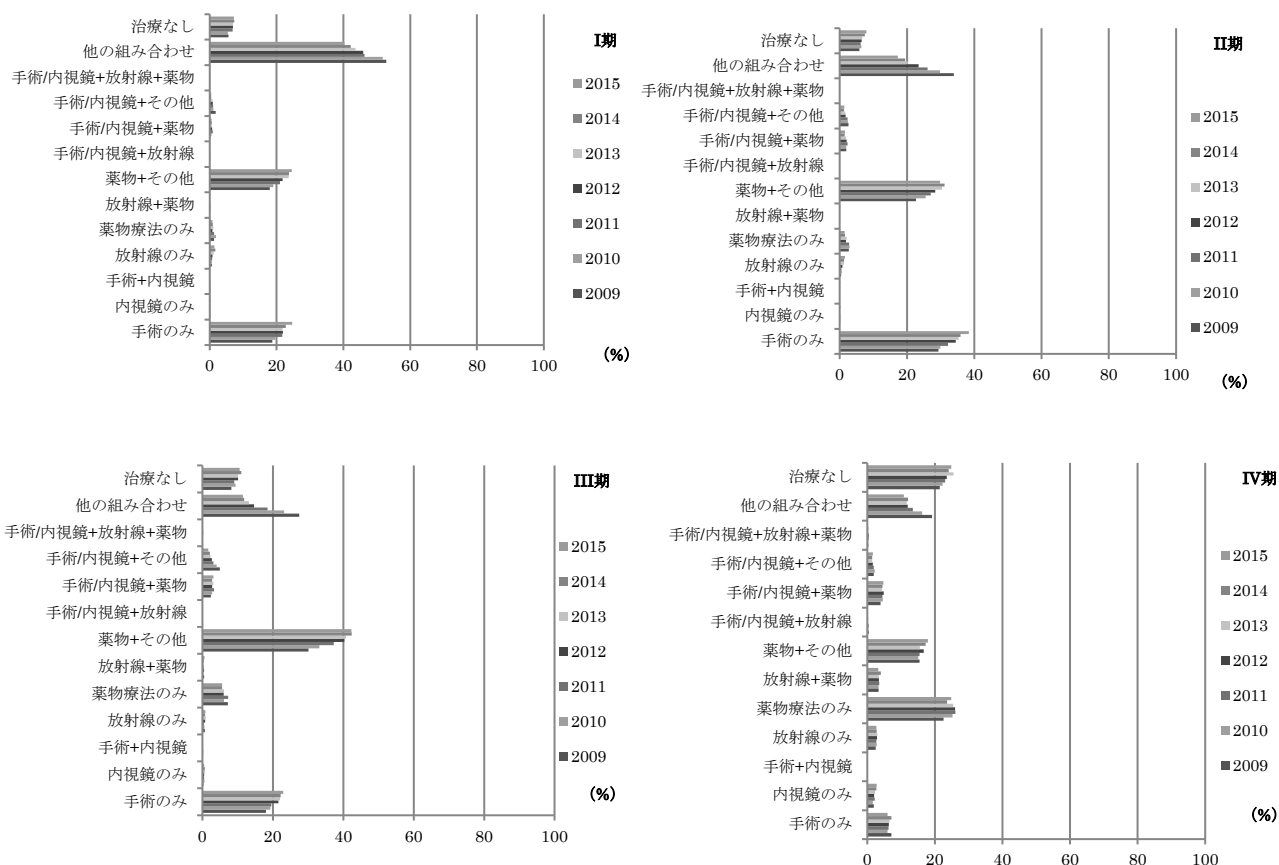 I期
治療なし
他の組み合わせ
手術/内視鏡+放射線+薬物
手術/内視鏡+その他
手術/内視鏡+薬物
手術/内視鏡+放射線
薬物+その他
放射線+薬物
薬物療法のみ
放射線のみ
手術+内視鏡
内視鏡のみ
手術のみ
0 20 40 60 80 100
(%)
2015
2014
2013
2012
2011
2010
2009
II期
治療なし
他の組み合わせ
手術/内視鏡+放射線+薬物
手術/内視鏡+その他
手術/内視鏡+薬物
手術/内視鏡+放射線
薬物+その他
放射線+薬物
薬物療法のみ
放射線のみ
手術+内視鏡
内視鏡のみ
手術のみ
0 20 40 60 80 100
(%)
2015
2014
2013
2012
2011
2010
2009
III期
治療なし
他の組み合わせ
手術/内視鏡+放射線+薬物
手術/内視鏡+その他
手術/内視鏡+薬物
手術/内視鏡+放射線
薬物+その他
放射線+薬物
薬物療法のみ
放射線のみ
手術+内視鏡
内視鏡のみ
手術のみ
0 20 40 60 80 100
(%)
2015
2014
2013
2012
2011
2010
2009
IV期
治療なし
他の組み合わせ
手術/内視鏡+放射線+薬物
手術/内視鏡+その他
手術/内視鏡+薬物
手術/内視鏡+放射線
薬物+その他
放射線+薬物
薬物療法のみ
放射線のみ
手術+内視鏡
内視鏡のみ
手術のみ
0 20 40 60 80 100
(%)
2015
2014
2013
2012
2011
2010
2009